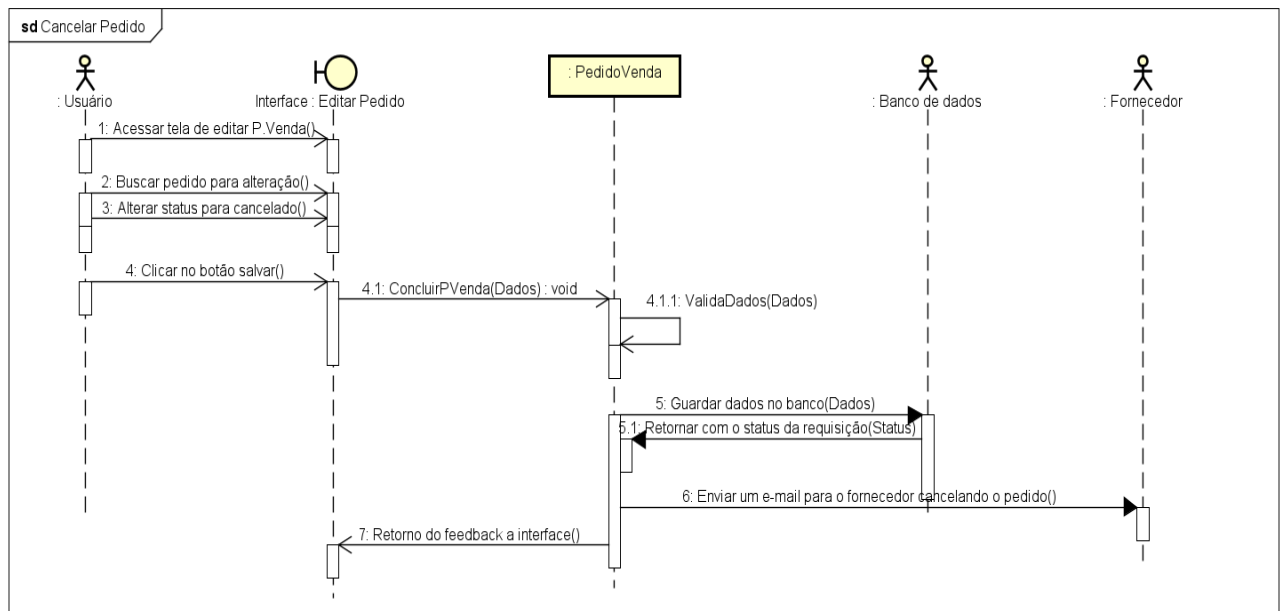 sd Cancelar Pedido
: Usuário
Interface : Editar Pedido
: PedidoVenda
: Banco de dados
: Fornecedor
1: Acessar tela de editar P.Venda()
2: Buscar pedido para alteração()
3: Alterar status para cancelado()
4: Clicar no botão salvar()
4.1: ConcluirPVenda(Dados) : void
4.1.1: ValidaDados(Dados)
5: Guardar dados no banco(Dados)
5.1: Retornar com o status da requisição(Status)
6: Enviar um e-mail para o fornecedor cancelando o pedido()
7: Retorno do feedback a interface()